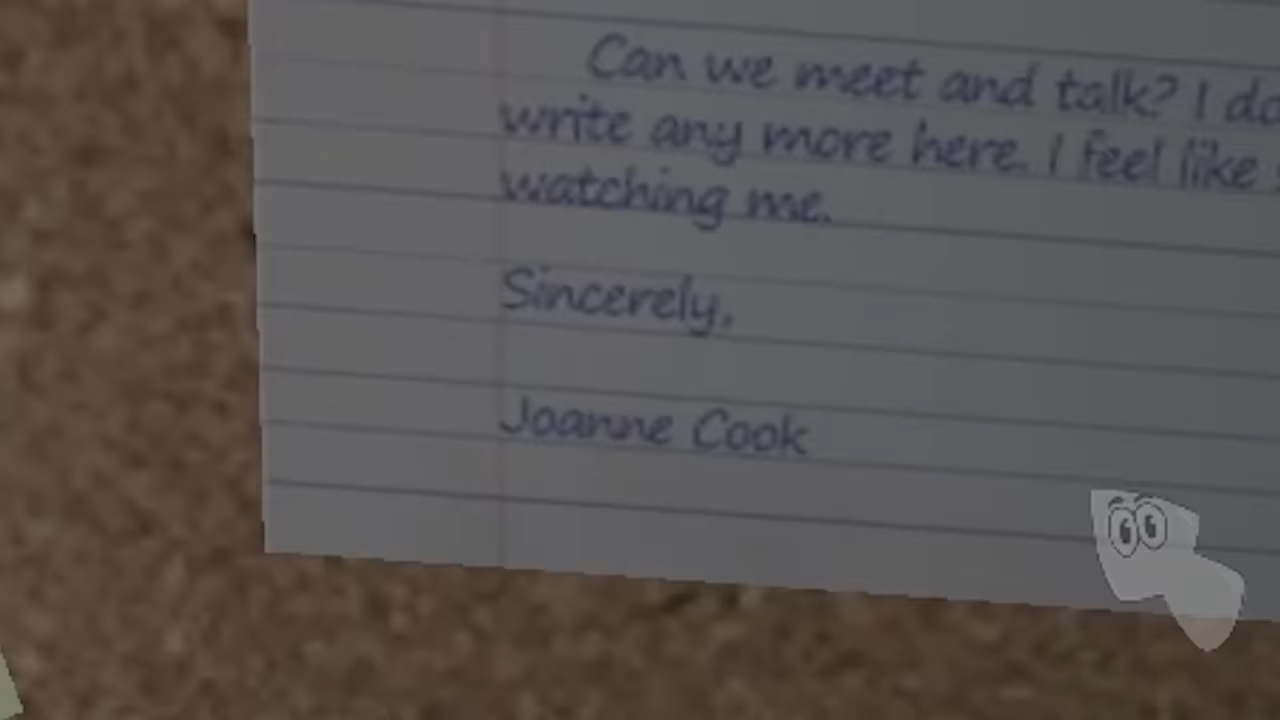 Can we meet and talk? I do
write any more here. I feel like
watching me.
Sincerely,
Joanne Cook